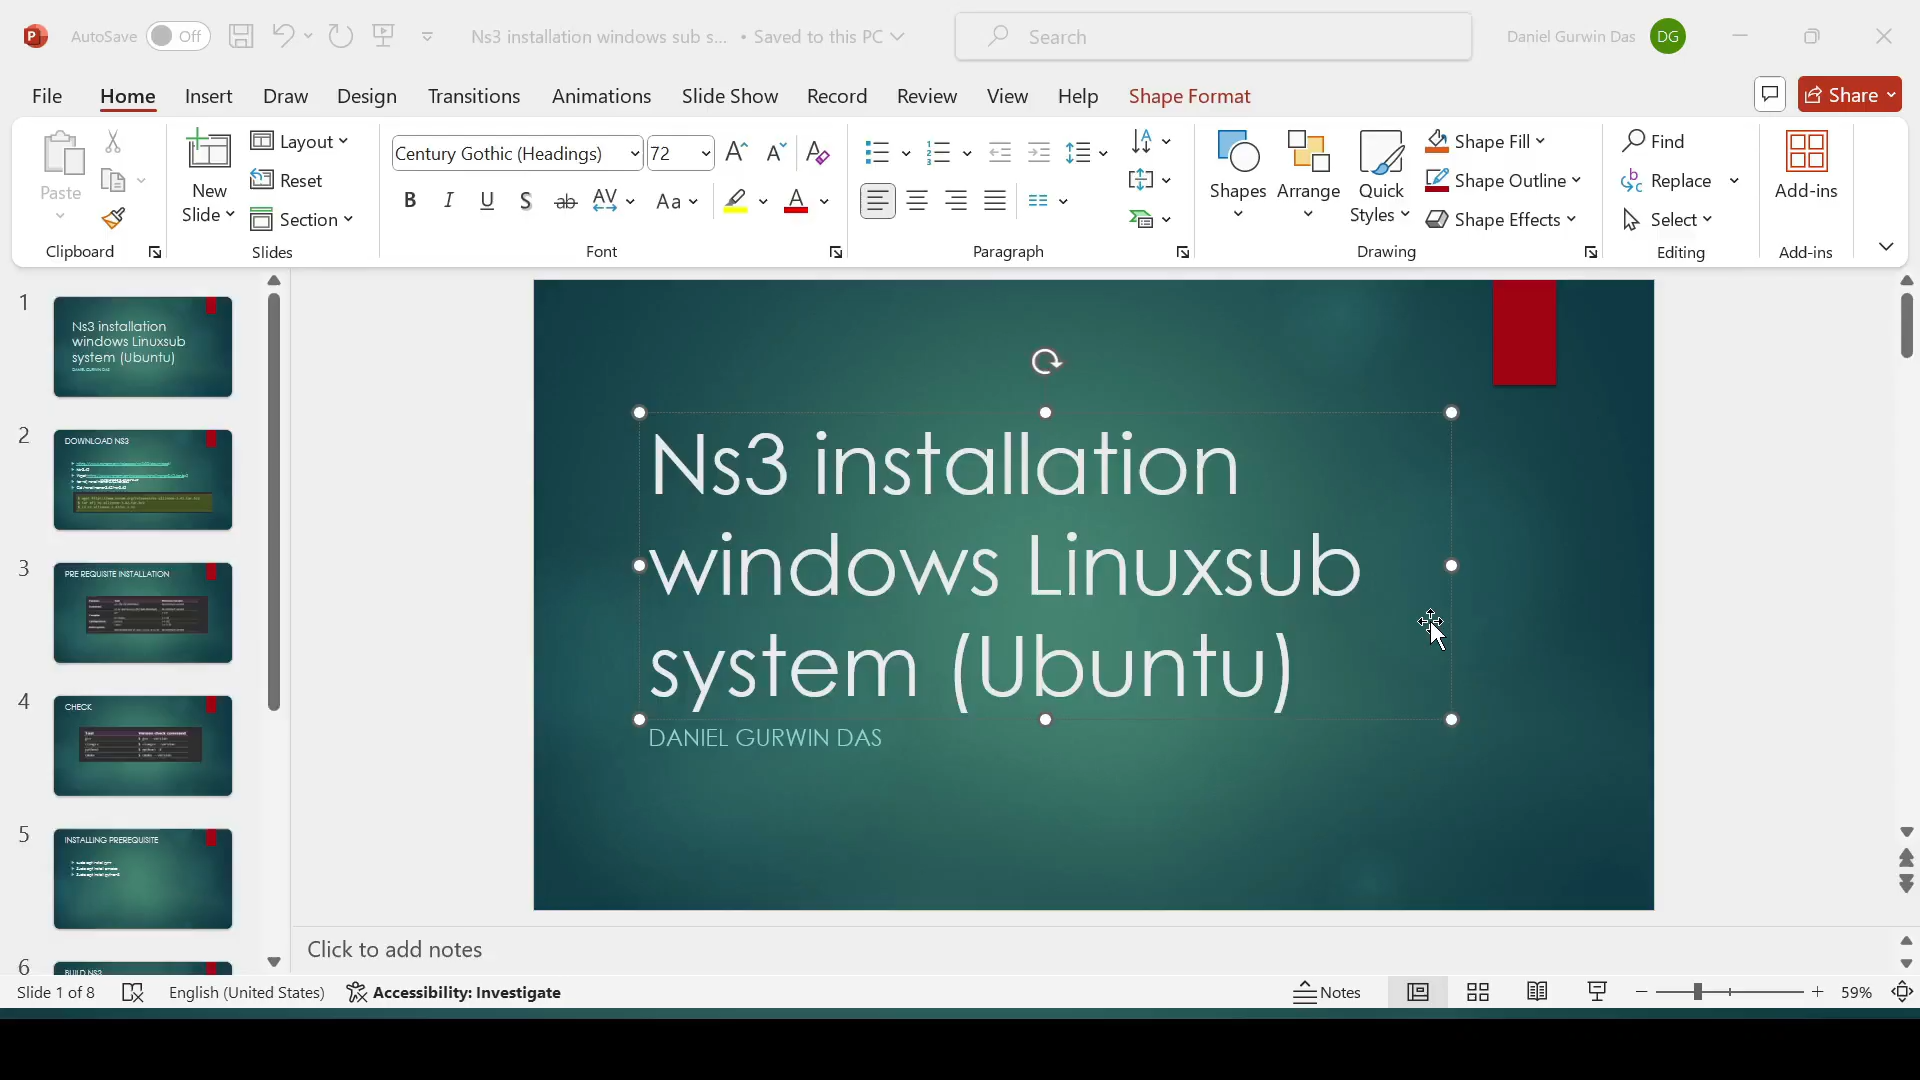 AutoSave Off Ns3 installation windows sub s... • Saved to this PC Search Daniel Gurwin Das DG
File Home Insert Draw Design Transitions Animations Slide Show Record Review View Help Shape Format Share
Paste
Clipboard
New Slide
Layout
Reset
Section
Slides
Century Gothic (Headings) 72
Font
Paragraph
Shapes
Arrange
Quick Styles
Shape Fill
Shape Outline
Shape Effects
Drawing
Find
Replace
Select
Editing
Add-ins
Add-ins
1
Ns3 installation
windows Linuxsub
system (Ubuntu)
DANIEL GURWIN DAS
2
DOWNLOAD NS3
3
PRE REQUISITE INSTALLATION
4
CHECK
5
INSTALLING PREREQUISITE
6
BUILD NS3
Ns3 installation
windows Linuxsub
system (Ubuntu)
DANIEL GURWIN DAS
Click to add notes
Slide 1 of 8 English (United States) Accessibility: Investigate Notes 59%